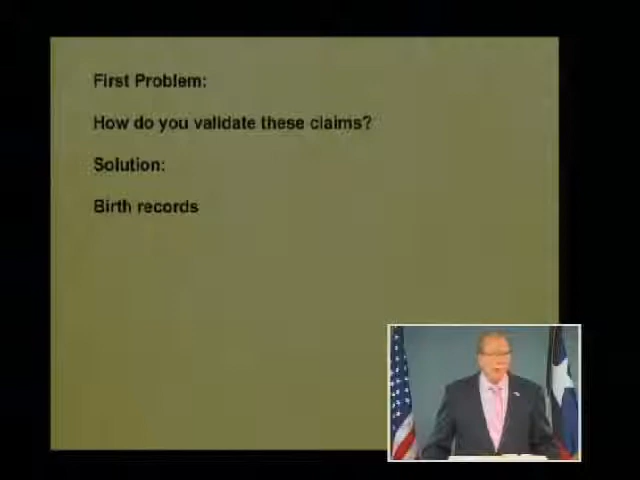 First Problem:
How do you validate these claims?
Solution:
Birth records